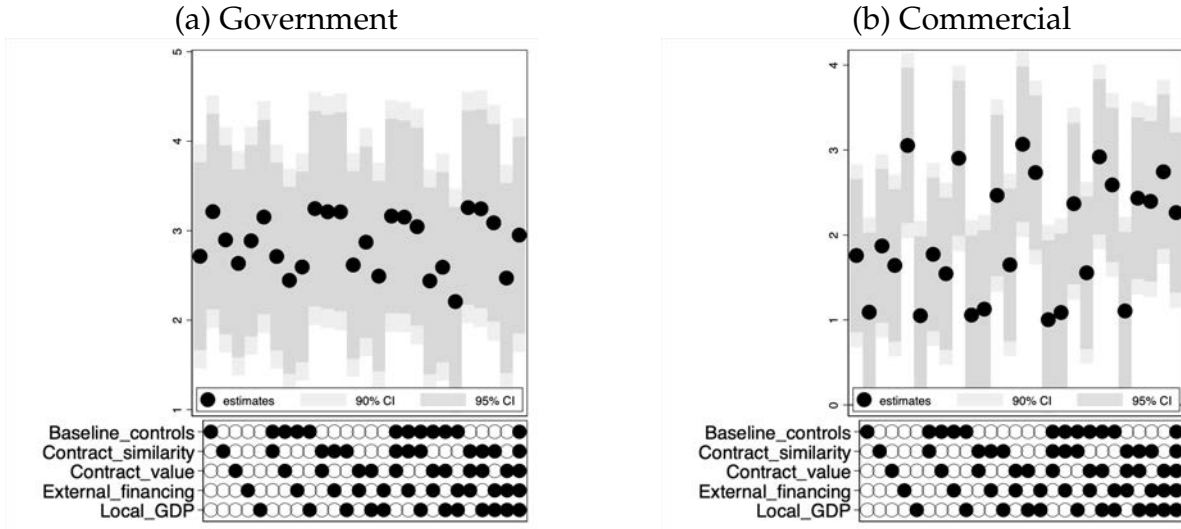 (a) Government
5
4
3
2
1
estimates 90% CI 95% CI
Baseline_controls
Contract_similarity
Contract_value
External_financing
Local_GDP
(b) Commercial
4
3
2
1
0
estimates 90% CI 95% CI
Baseline_controls
Contract_similarity
Contract_value
External_financing
Local_GDP